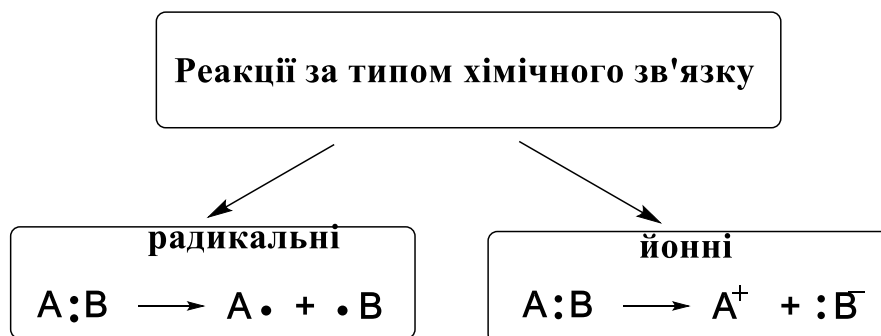 Реакції за типом хімічного зв'язку
радикальні
A : B → A • + • B
йонні
A : B → A⁺ + : B⁻